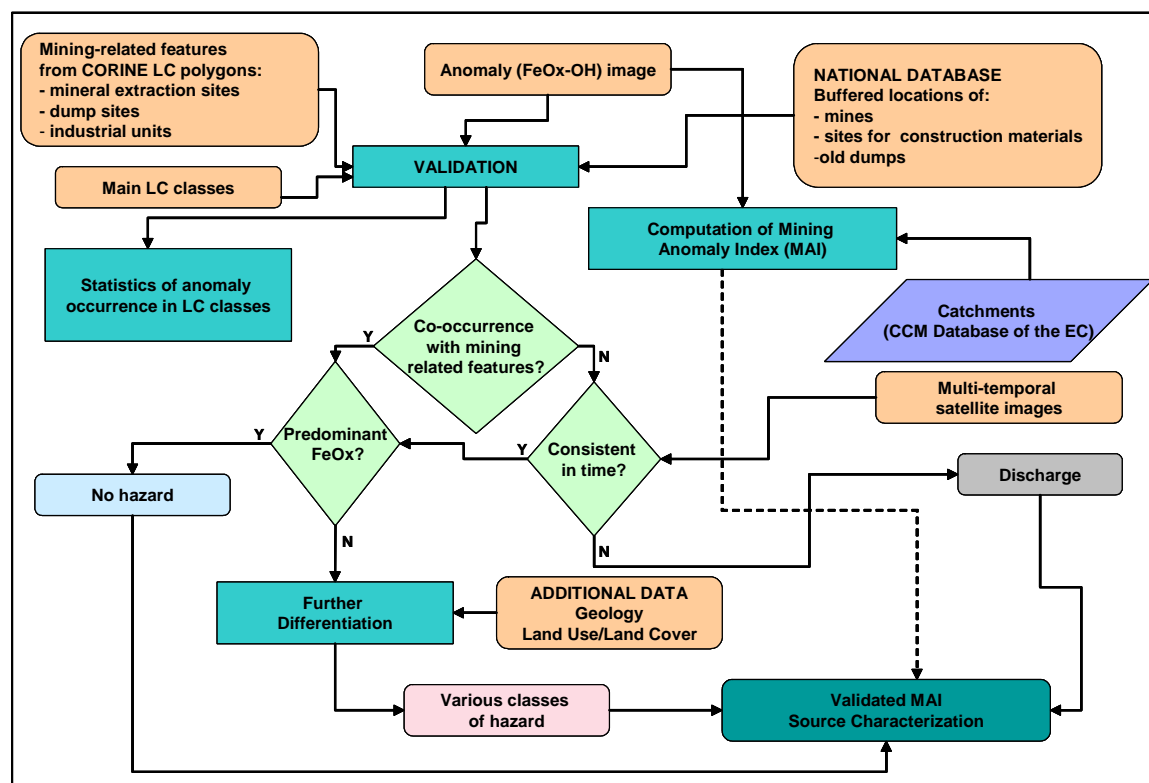 Mining-related features
from CORINE LC polygons:
- mineral extraction sites
- dump sites
- industrial units
Anomaly (FeOx-OH) image
NATIONAL DATABASE
Buffered locations of:
- mines
- sites for construction materials
-old dumps
VALIDATION
Main LC classes
Computation of Mining
Anomaly Index (MAI)
Statistics of anomaly
occurrence in LC classes
Catchments
(CCM Database of the EC)
Co-occurrence
with mining
related features?
Y
N
Multi-temporal
satellite images
Predominant
FeOx?
Y
N
Consistent
in time?
Y
N
No hazard
Discharge
Further
Differentiation
ADDITIONAL DATA
Geology
Land Use/Land Cover
Various classes
of hazard
Validated MAI
Source Characterization